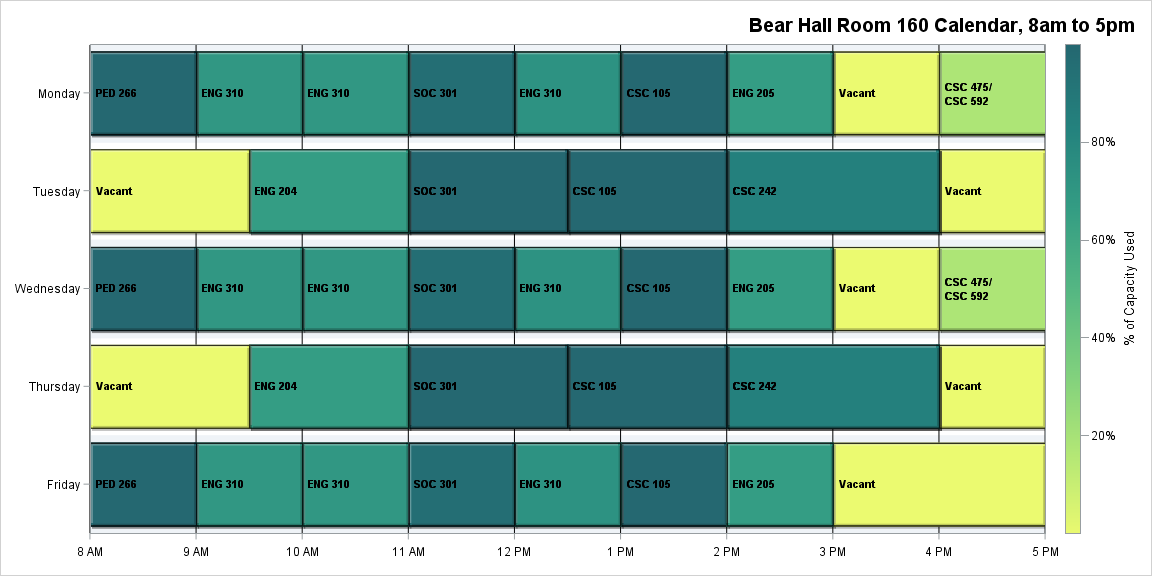 Bear Hall Room 160 Calendar, 8am to 5pm
Monday
PED 266
ENG 310
ENG 310
SOC 301
ENG 310
CSC 105
ENG 205
Vacant
CSC 475/
CSC 592
Tuesday
Vacant
ENG 204
SOC 301
CSC 105
CSC 242
Vacant
Wednesday
PED 266
ENG 310
ENG 310
SOC 301
ENG 310
CSC 105
ENG 205
Vacant
CSC 475/
CSC 592
Thursday
Vacant
ENG 204
SOC 301
CSC 105
CSC 242
Vacant
Friday
PED 266
ENG 310
ENG 310
SOC 301
ENG 310
CSC 105
ENG 205
Vacant
8 AM
9 AM
10 AM
11 AM
12 PM
1 PM
2 PM
3 PM
4 PM
5 PM
80%
60%
40%
20%
% of Capacity Used